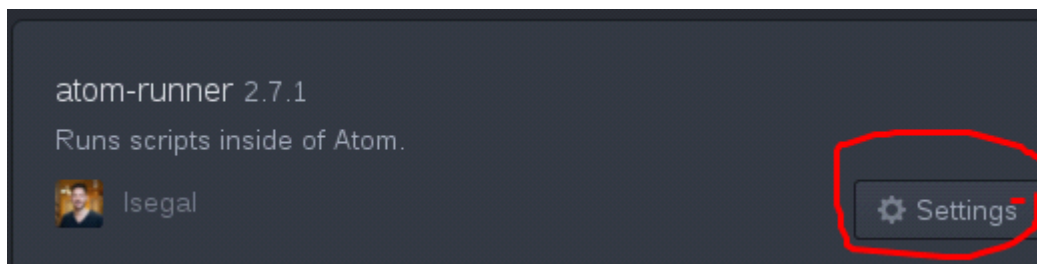 atom-runner 2.7.1
Runs scripts inside of Atom.
lsegal
Settings